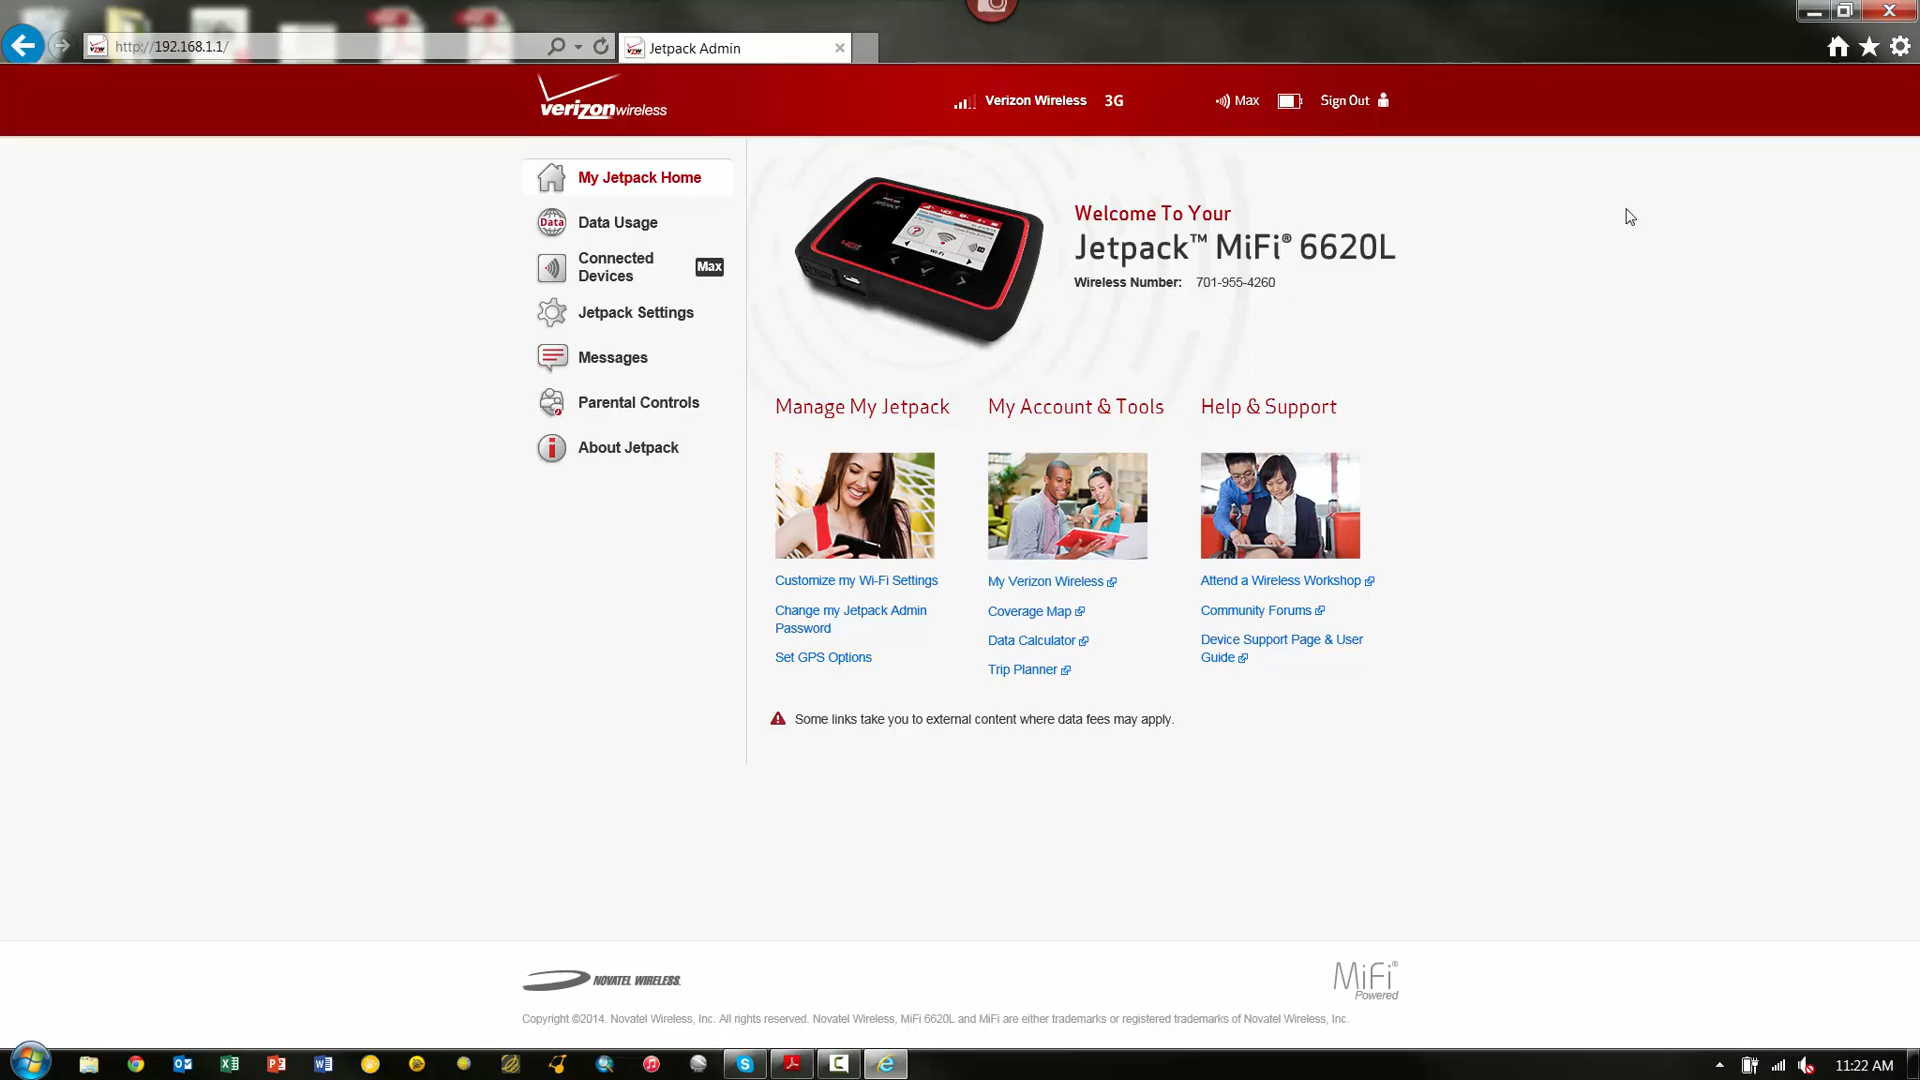 http://192.168.1.1/
Jetpack Admin
verizonwireless
Verizon Wireless 3G
Max
Sign Out
My Jetpack Home
Data
Data Usage
Connected
Devices
Max
Jetpack Settings
Messages
Parental Controls
About Jetpack
Welcome To Your
Jetpack™ MiFi® 6620L
Wireless Number: 701-955-4260
Manage My Jetpack
Customize my Wi-Fi Settings
Change my Jetpack Admin
Password
Set GPS Options
My Account & Tools
My Verizon Wireless
Coverage Map
Data Calculator
Trip Planner
Help & Support
Attend a Wireless Workshop
Community Forums
Device Support Page & User
Guide
Some links take you to external content where data fees may apply.
NOVATEL WIRELESS.
MiFi®
Powered
Copyright ©2014. Novatel Wireless, Inc. All rights reserved. Novatel Wireless, MiFi 6620L and MiFi are either trademarks or registered trademarks of Novatel Wireless, Inc.
11:22 AM